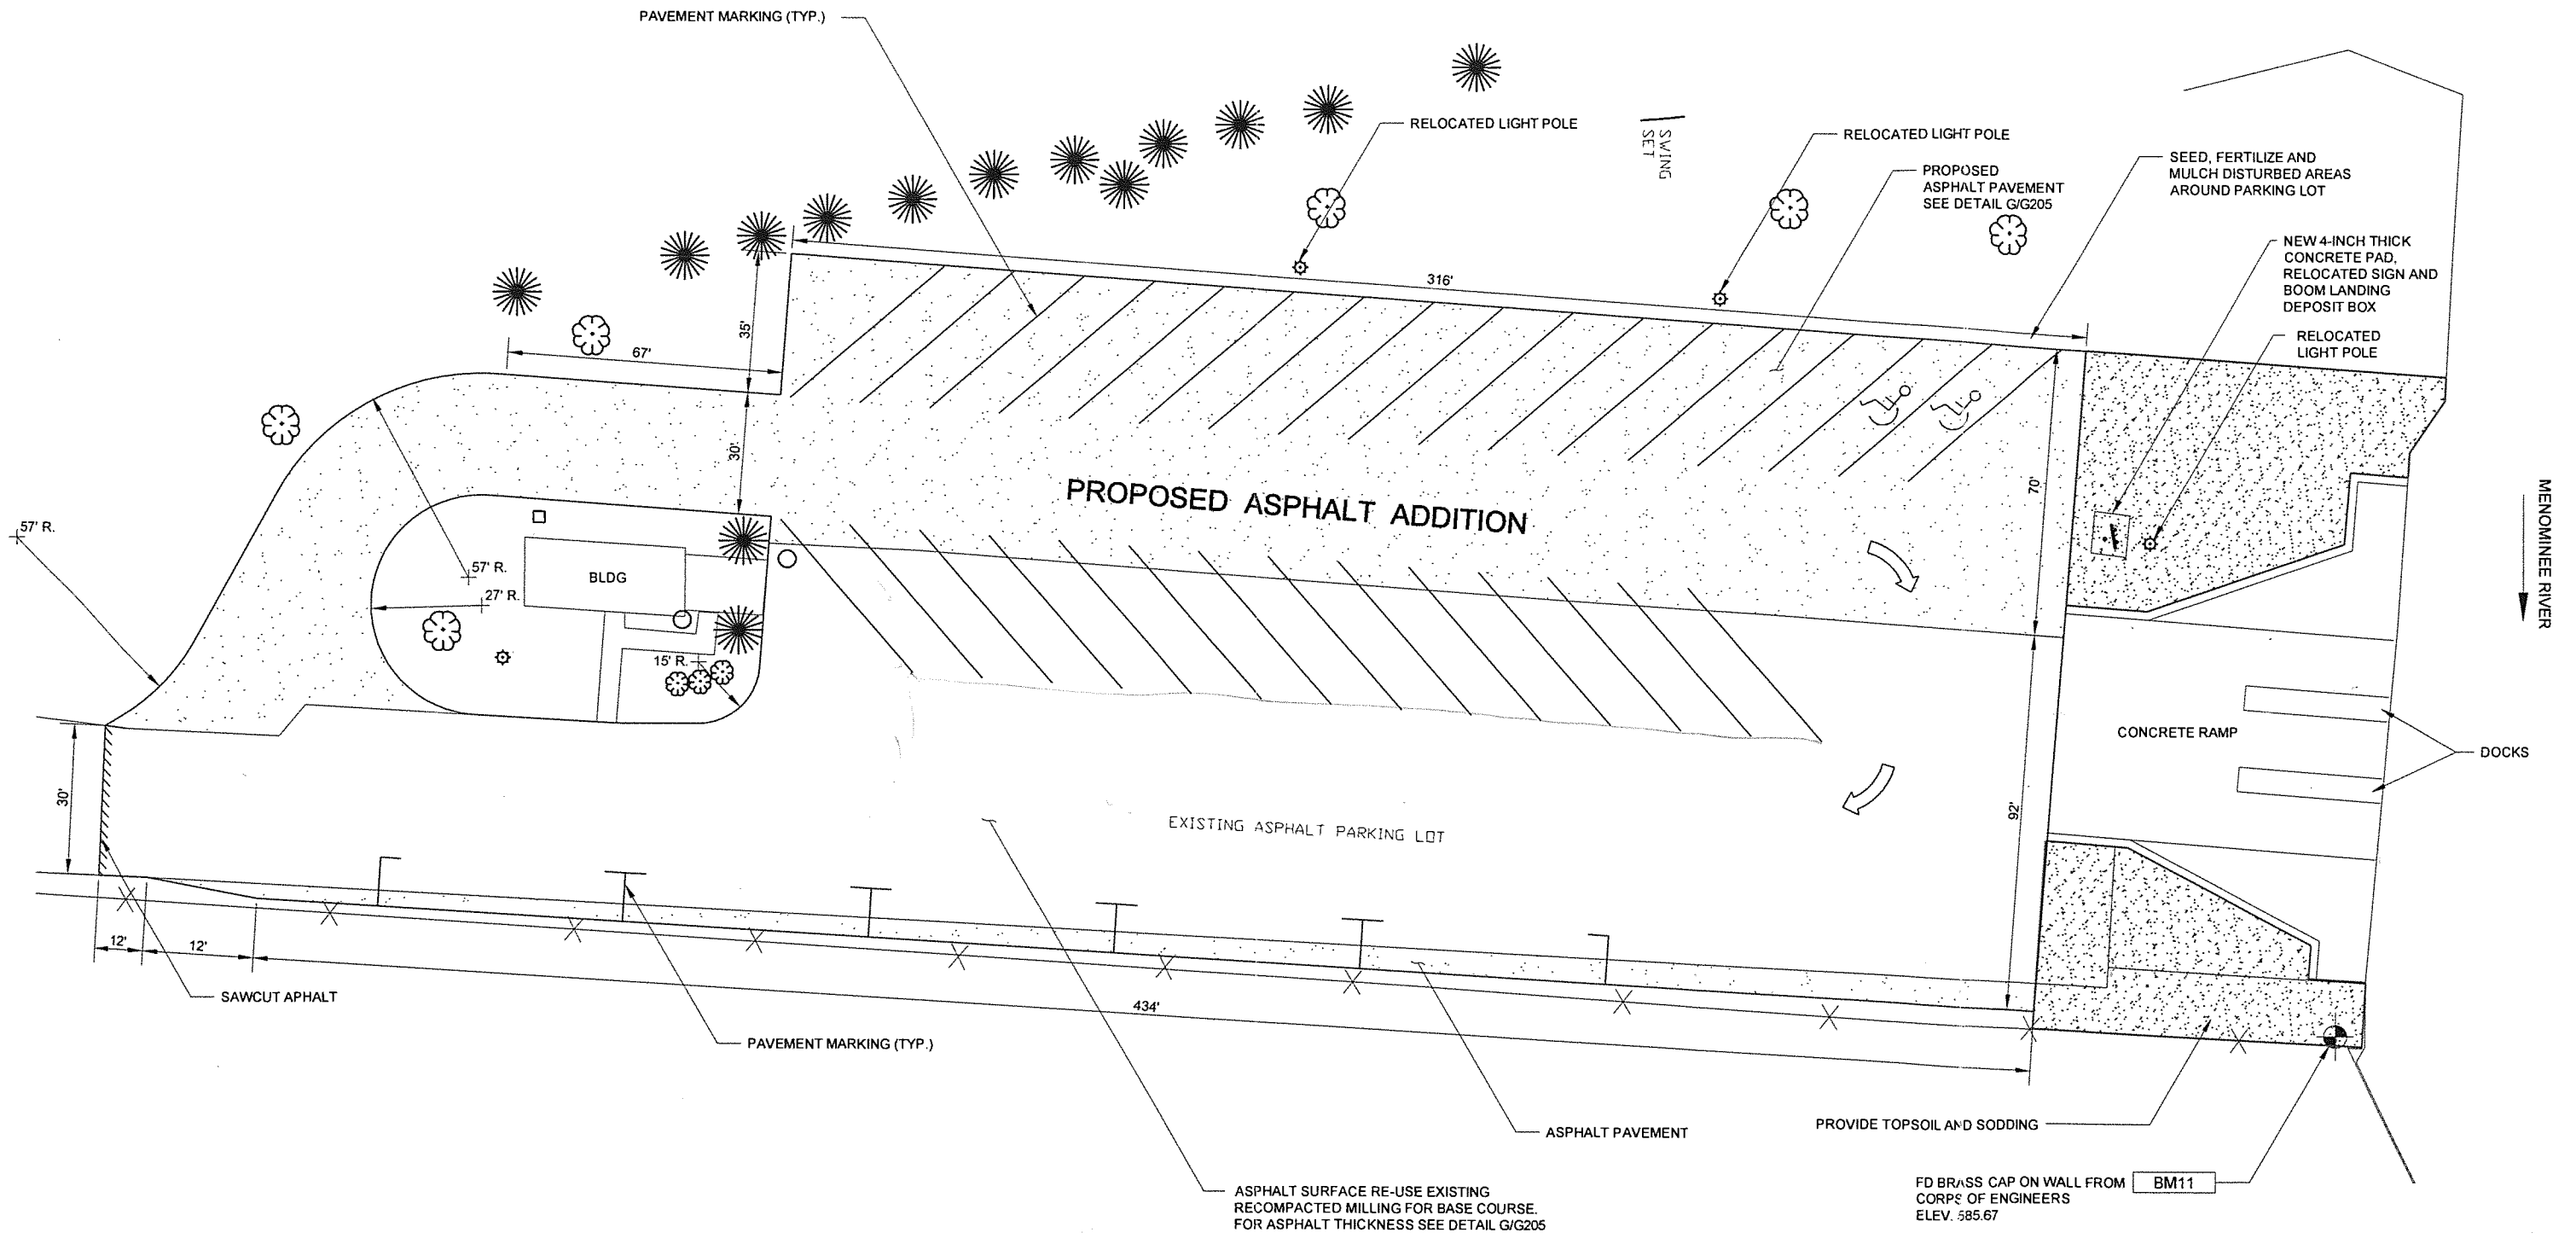 PAVEMENT MARKING (TYP.)
RELOCATED LIGHT POLE
SWING
SET
RELOCATED LIGHT POLE
PROPOSED
ASPHALT PAVEMENT
SEE DETAIL G/G205
SEED, FERTILIZE AND
MULCH DISTURBED AREAS
AROUND PARKING LOT
NEW 4-INCH THICK
CONCRETE PAD,
RELOCATED SIGN AND
BOOM LANDING
DEPOSIT BOX
RELOCATED
LIGHT POLE
316'
35'
67'
30'
70'
PROPOSED ASPHALT ADDITION
57' R.
57' R.
27' R.
BLDG
15' R.
MENOMINEE RIVER
CONCRETE RAMP
DOCKS
30'
92'
EXISTING ASPHALT PARKING LOT
12'
12'
434'
SAWCUT APHALT
PAVEMENT MARKING (TYP.)
ASPHALT PAVEMENT
PROVIDE TOPSOIL AND SODDING
ASPHALT SURFACE RE-USE EXISTING
RECOMPACTED MILLING FOR BASE COURSE.
FOR ASPHALT THICKNESS SEE DETAIL G/G205
FD BRASS CAP ON WALL FROM BM11
CORPS OF ENGINEERS
ELEV. 585.67